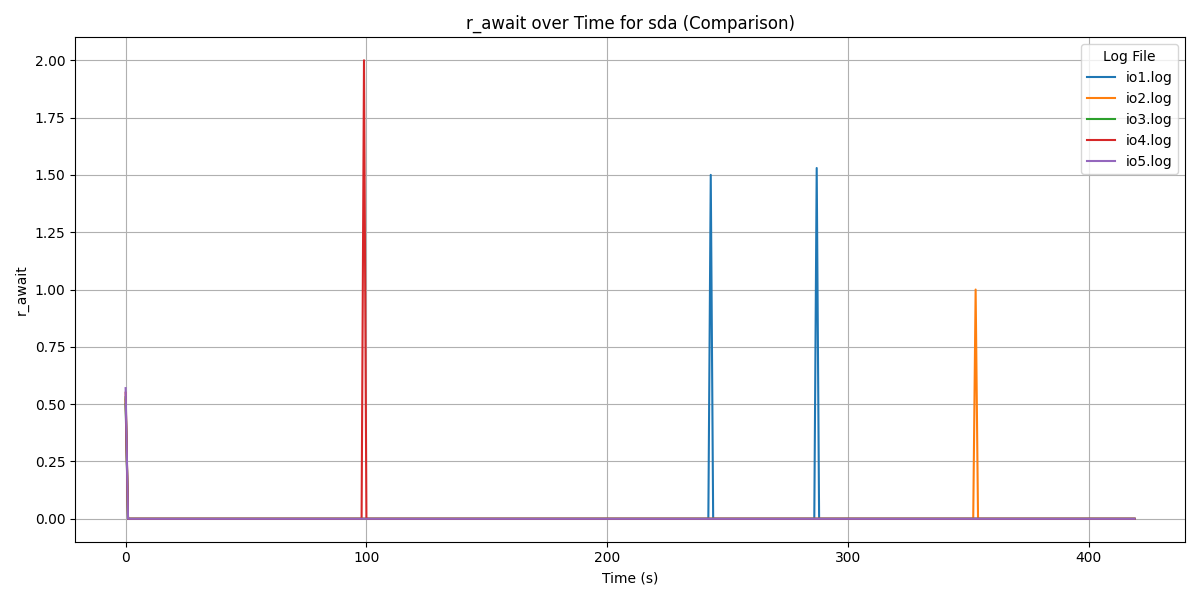 r_await over Time for sda (Comparison)
Log File
io1.log
io2.log
io3.log
io4.log
io5.log
r_await
2.00
1.75
1.50
1.25
1.00
0.75
0.50
0.25
0.00
0
100
200
300
400
Time (s)